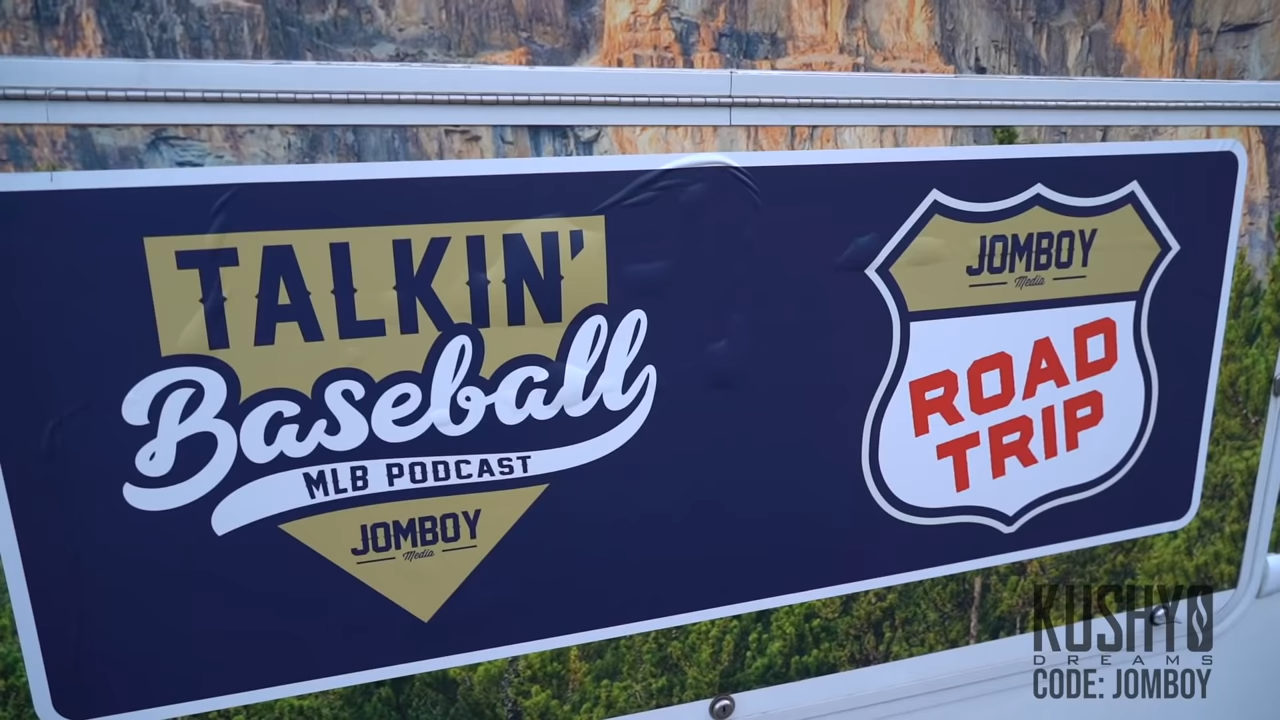 TALKIN'
Baseball
MLB PODCAST
JOMBOY
Media
JOMBOY
Media
ROAD
TRIP
KUSHY
DREAMS
CODE: JOMBOY